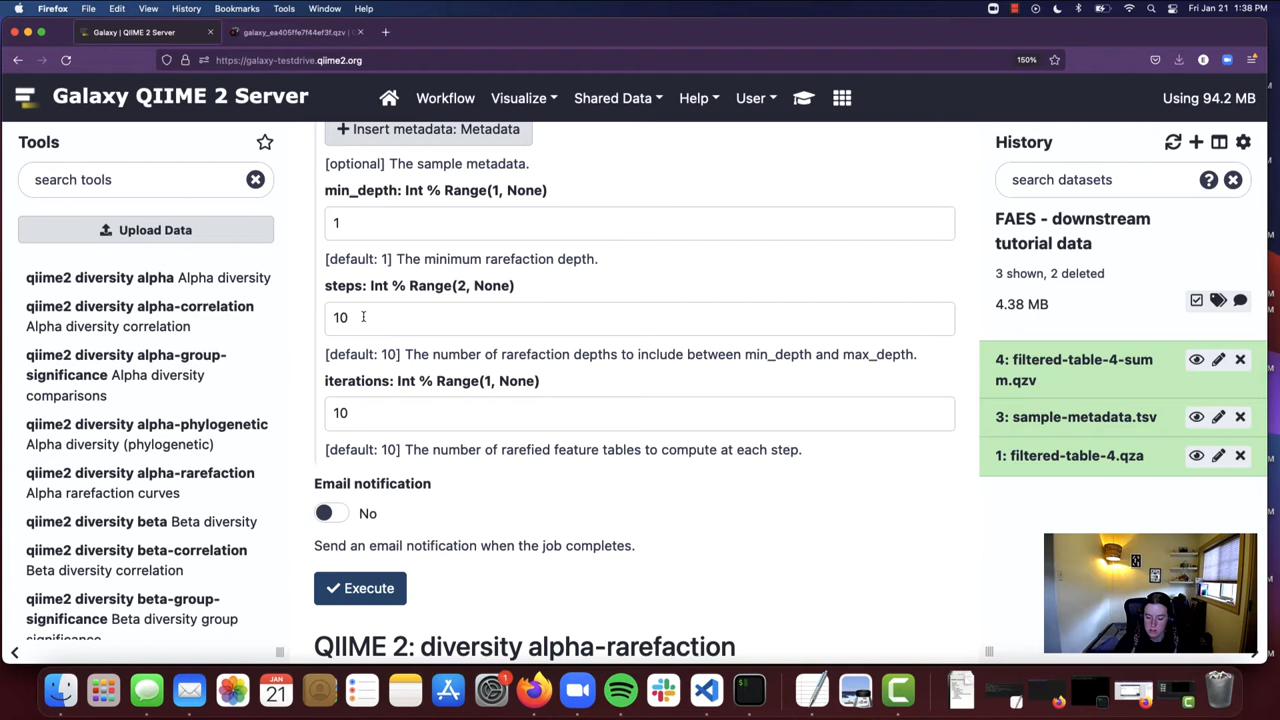 Firefox File Edit View History Bookmarks Tools Window Help Fri Jan 21 1:38 PM
Galaxy | QIIME 2 Server
galaxy_ea405ffe7f44ef3f.qzv |
https://galaxy-testdrive.qiime2.org 150%
Galaxy QIIME 2 Server Workflow Visualize Shared Data Help User Using 94.2 MB
Tools
search tools
Upload Data
qiime2 diversity alpha Alpha diversity
qiime2 diversity alpha-correlation
Alpha diversity correlation
qiime2 diversity alpha-group-
significance Alpha diversity
comparisons
qiime2 diversity alpha-phylogenetic
Alpha diversity (phylogenetic)
qiime2 diversity alpha-rarefaction
Alpha rarefaction curves
qiime2 diversity beta Beta diversity
qiime2 diversity beta-correlation
Beta diversity correlation
qiime2 diversity beta-group-
significance Beta diversity group
significance
+ Insert metadata: Metadata
[optional] The sample metadata.
min_depth: Int % Range(1, None)
1
[default: 1] The minimum rarefaction depth.
steps: Int % Range(2, None)
10
[default: 10] The number of rarefaction depths to include between min_depth and max_depth.
iterations: Int % Range(1, None)
10
[default: 10] The number of rarefied feature tables to compute at each step.
Email notification
No
Send an email notification when the job completes.
Execute
QIIME 2: diversity alpha-rarefaction
History
search datasets
FAES - downstream
tutorial data
3 shown, 2 deleted
4.38 MB
4: filtered-table-4-sum
m.qzv
3: sample-metadata.tsv
1: filtered-table-4.qza
JAN
21
1